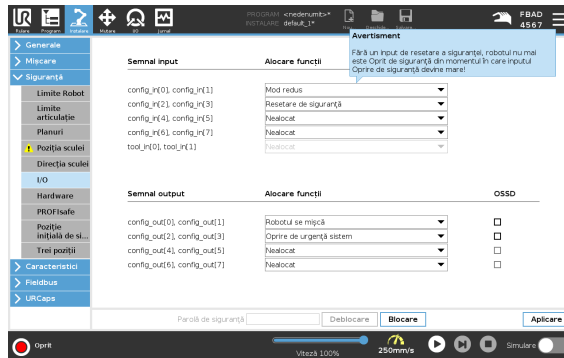 PROGRAM <nedenumit>*
INSTALARE default_1*
FBAD
4567
Rulare
Program
Instalare
Mutare
I/O
Jurnal
Avertisment
Fără un input de resetare a siguranței, robotul nu mai
este Oprit de siguranță din momentul în care inputul
Oprire de siguranță devine mare!
Generale
Mișcare
Siguranță
Limite Robot
Limite
articulație
Planuri
Poziția sculei
Direcția sculei
I/O
Hardware
PROFIsafe
Poziție
inițială de si...
Trei poziții
Caracteristici
Fieldbus
URCaps
Semnal input
Alocare funcții
config_in[0], config_in[1]
Mod redus
config_in[2], config_in[3]
Resetare de siguranță
config_in[4], config_in[5]
Nealocat
config_in[6], config_in[7]
Nealocat
tool_in[0], tool_in[1]
Nealocat
Semnal output
Alocare funcții
OSSD
config_out[0], config_out[1]
Robotul se mișcă
config_out[2], config_out[3]
Oprire de urgență sistem
config_out[4], config_out[5]
Nealocat
config_out[6], config_out[7]
Nealocat
Parolă de siguranță
Deblocare
Blocare
Aplicare
Oprit
Viteză 100%
250mm/s
Simulare